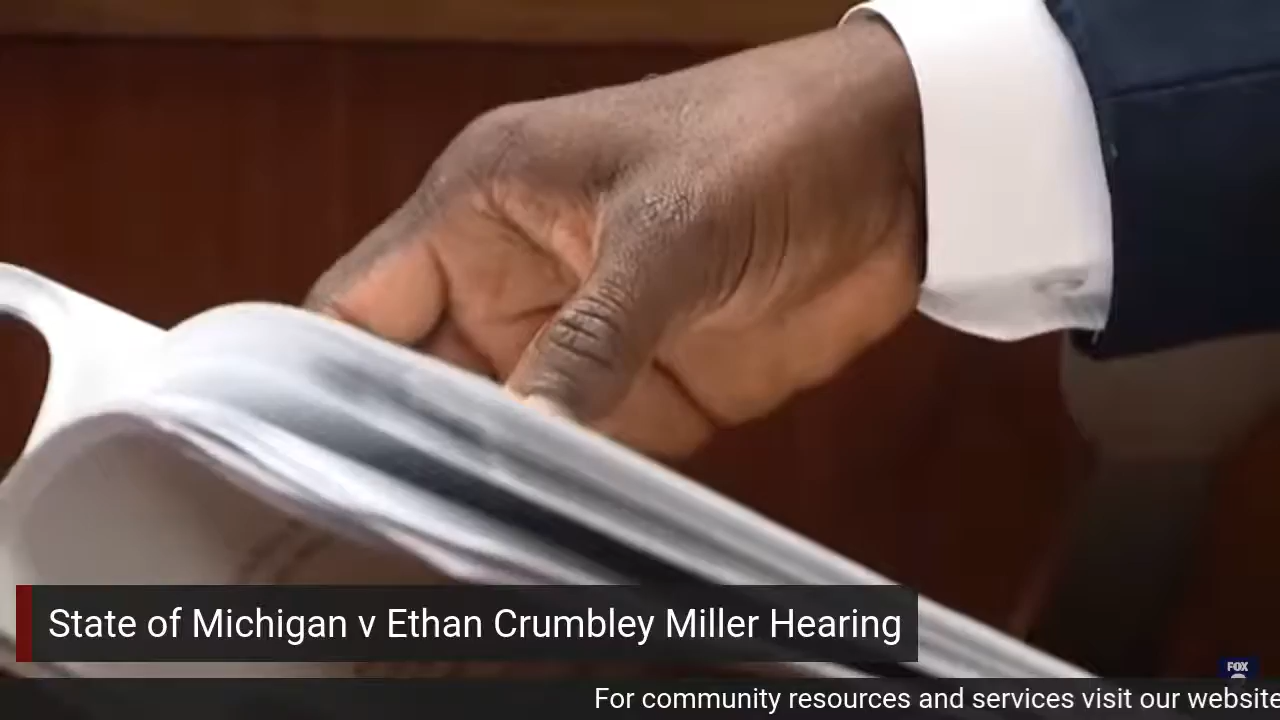 State of Michigan v Ethan Crumbley Miller Hearing
FOX
For community resources and services visit our website